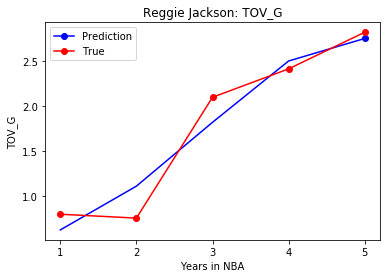 Reggie Jackson: TOV_G
Prediction
True
TOV_G
2.5
2.0
1.5
1.0
1 2 3 4 5
Years in NBA